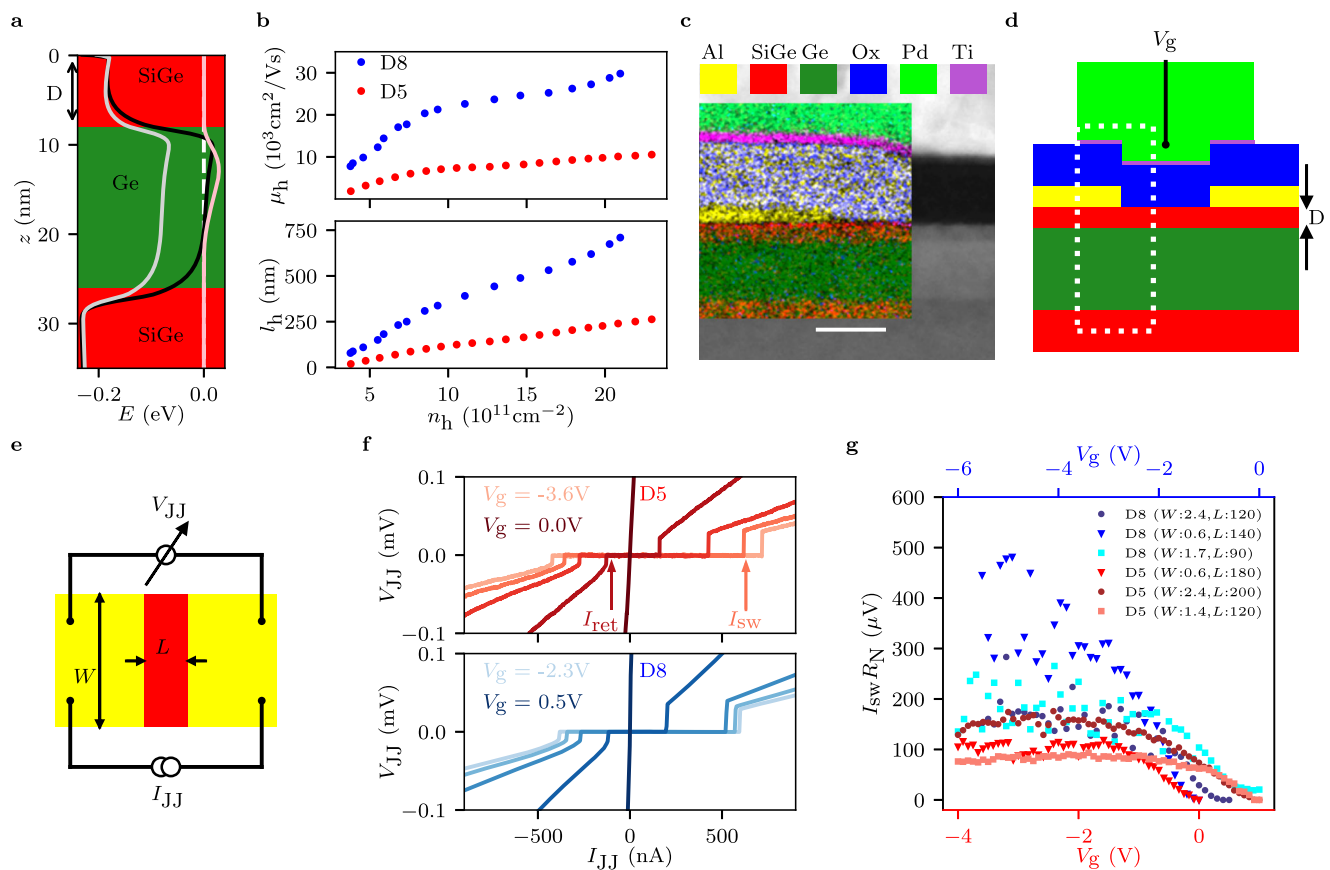 a
0
10
20
30
z (nm)
D
SiGe
Ge
SiGe
−0.2
0.0
E (eV)
b
30
20
10
μh (10³cm²/Vs)
D8
D5
750
500
250
0
lh (nm)
5
10
15
20
nh (10¹¹cm⁻²)
c
Al SiGe Ge Ox Pd Ti
d
Vg
D
e
VJJ
W
L
IJJ
f
0.1
0.0
−0.1
VJJ (mV)
Vg = -3.6V
Vg = 0.0V
D5
Iret
Isw
0.1
0.0
−0.1
VJJ (mV)
Vg = -2.3V
Vg = 0.5V
D8
−500
0
500
IJJ (nA)
g
Vg (V)
−6
−4
−2
0
600
500
400
300
200
100
0
IswRN (μV)
D8 (W:2.4,L:120)
D8 (W:0.6,L:140)
D8 (W:1.7,L:90)
D5 (W:0.6,L:180)
D5 (W:2.4,L:200)
D5 (W:1.4,L:120)
−4
−2
0
Vg (V)